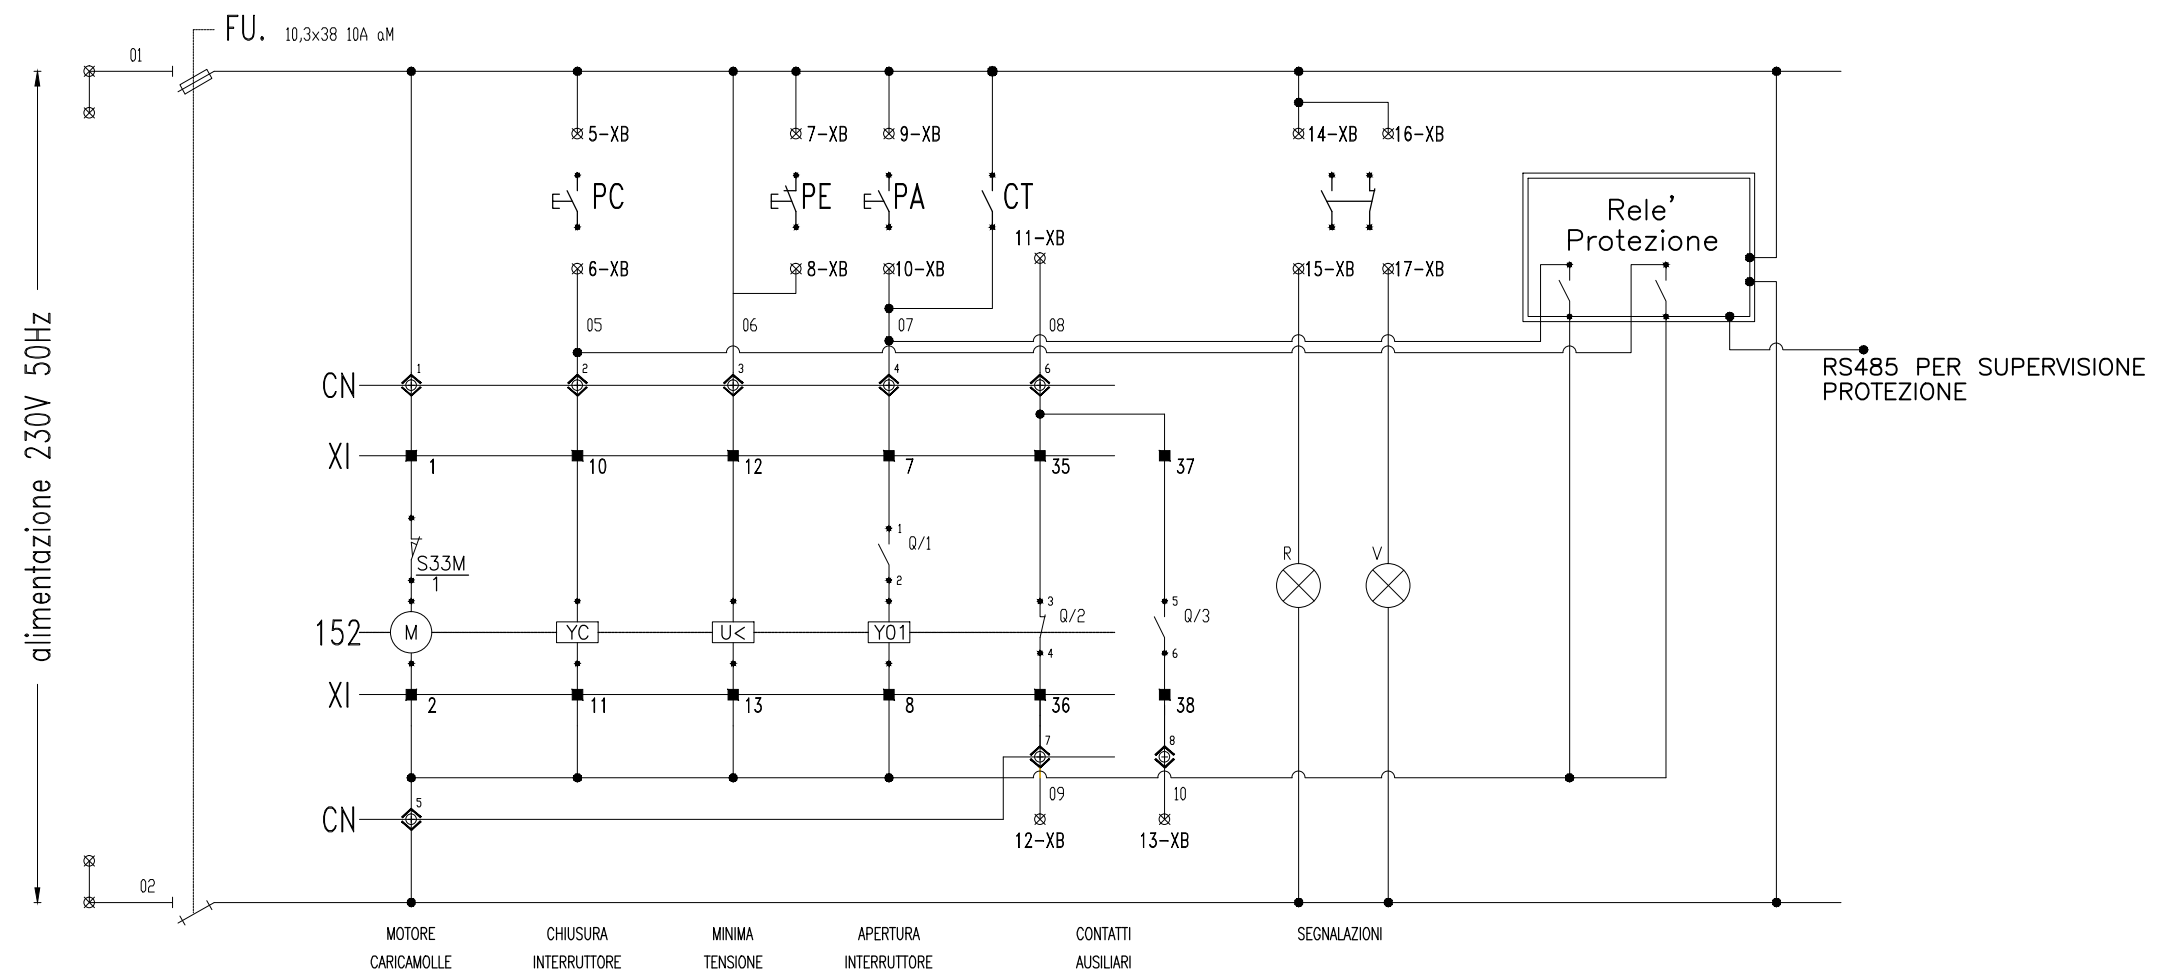 FU. 10,3x38 10A aM
01
5-XB 7-XB 9-XB 14-XB 16-XB
PC PE PA CT
Rele'
Protezione
11-XB
6-XB 8-XB 10-XB 15-XB 17-XB
05 06 07 08
alimentazione 230V 50Hz
RS485 PER SUPERVISIONE
PROTEZIONE
CN 1 2 3 4 6
XI 1 10 12 7 35 37
1 Q/1
2
S33M
1
R V
3 Q/2
4
5 Q/3
6
152 M YC U< YO1
XI 2 11 13 8 36 38
7 8
09 10
CN 5
12-XB 13-XB
02
MOTORE
CARICAMOLLE
CHIUSURA
INTERRUTTORE
MINIMA
TENSIONE
APERTURA
INTERRUTTORE
CONTATTI
AUSILIARI
SEGNALAZIONI